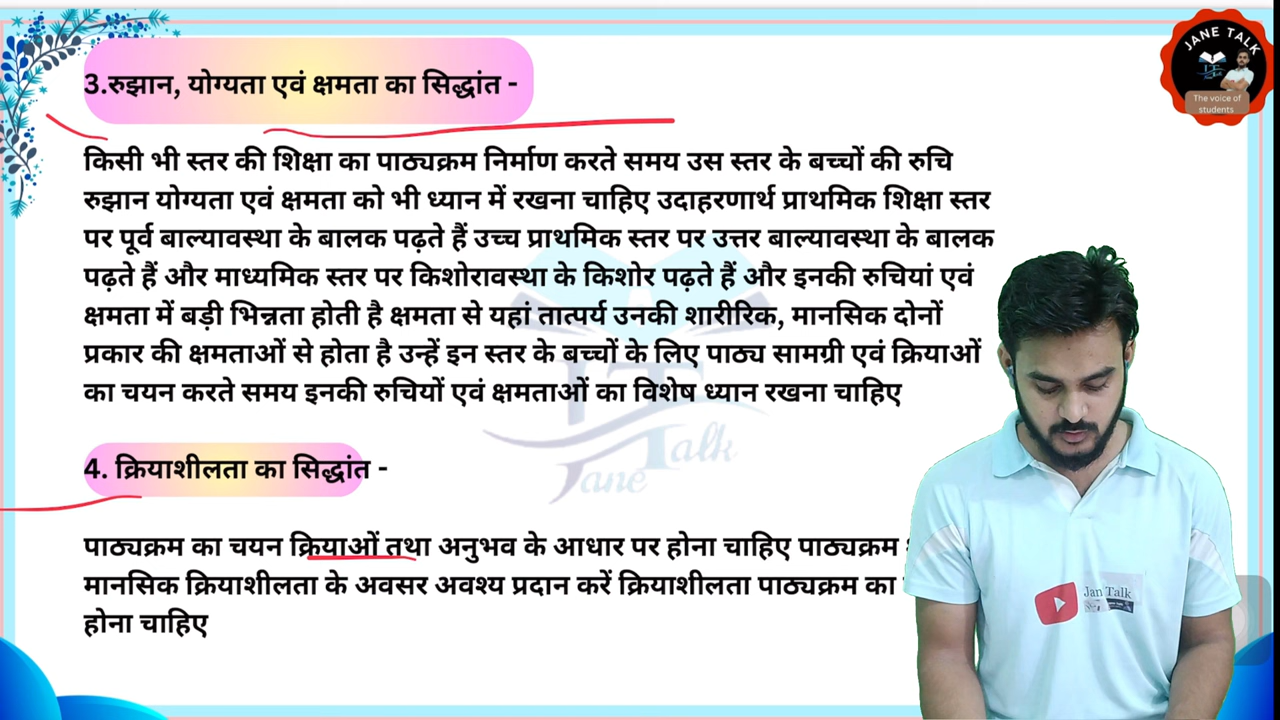 3.रुझान, योग्यता एवं क्षमता का सिद्धांत -
किसी भी स्तर की शिक्षा का पाठ्यक्रम निर्माण करते समय उस स्तर के बच्चों की रुचि
रुझान योग्यता एवं क्षमता को भी ध्यान में रखना चाहिए उदाहरणार्थ प्राथमिक शिक्षा स्तर
पर पूर्व बाल्यावस्था के बालक पढ़ते हैं उच्च प्राथमिक स्तर पर उत्तर बाल्यावस्था के बालक
पढ़ते हैं और माध्यमिक स्तर पर किशोरावस्था के किशोर पढ़ते हैं और इनकी रुचियां एवं
क्षमता में बड़ी भिन्नता होती है क्षमता से यहां तात्पर्य उनकी शारीरिक, मानसिक दोनों
प्रकार की क्षमताओं से होता है उन्हें इन स्तर के बच्चों के लिए पाठ्य सामग्री एवं क्रियाओं
का चयन करते समय इनकी रुचियों एवं क्षमताओं का विशेष ध्यान रखना चाहिए
4. क्रियाशीलता का सिद्धांत -
पाठ्यक्रम का चयन क्रियाओं तथा अनुभव के आधार पर होना चाहिए पाठ्यक्रम
मानसिक क्रियाशीलता के अवसर अवश्य प्रदान करें क्रियाशीलता पाठ्यक्रम का
होना चाहिए
JANE TALK
The voice of
students
Talk
Jane
Jan Talk